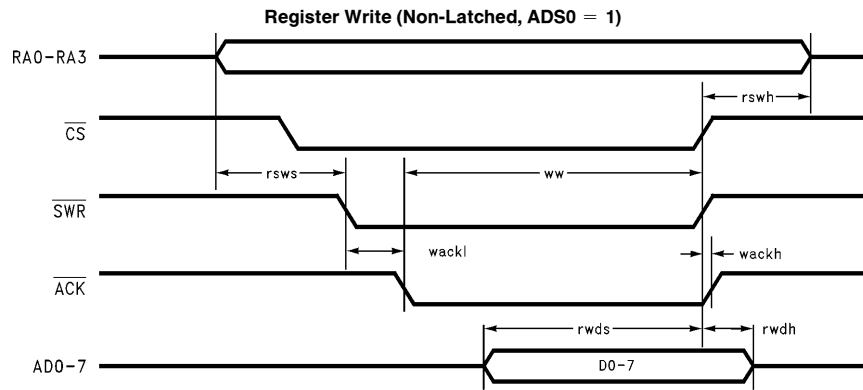 Register Write (Non-Latched, ADS0 = 1)
RA0-RA3
rswh
CS
rsws
ww
SWR
wackl
wackh
ACK
rwds
rwdh
AD0-7
D0-7